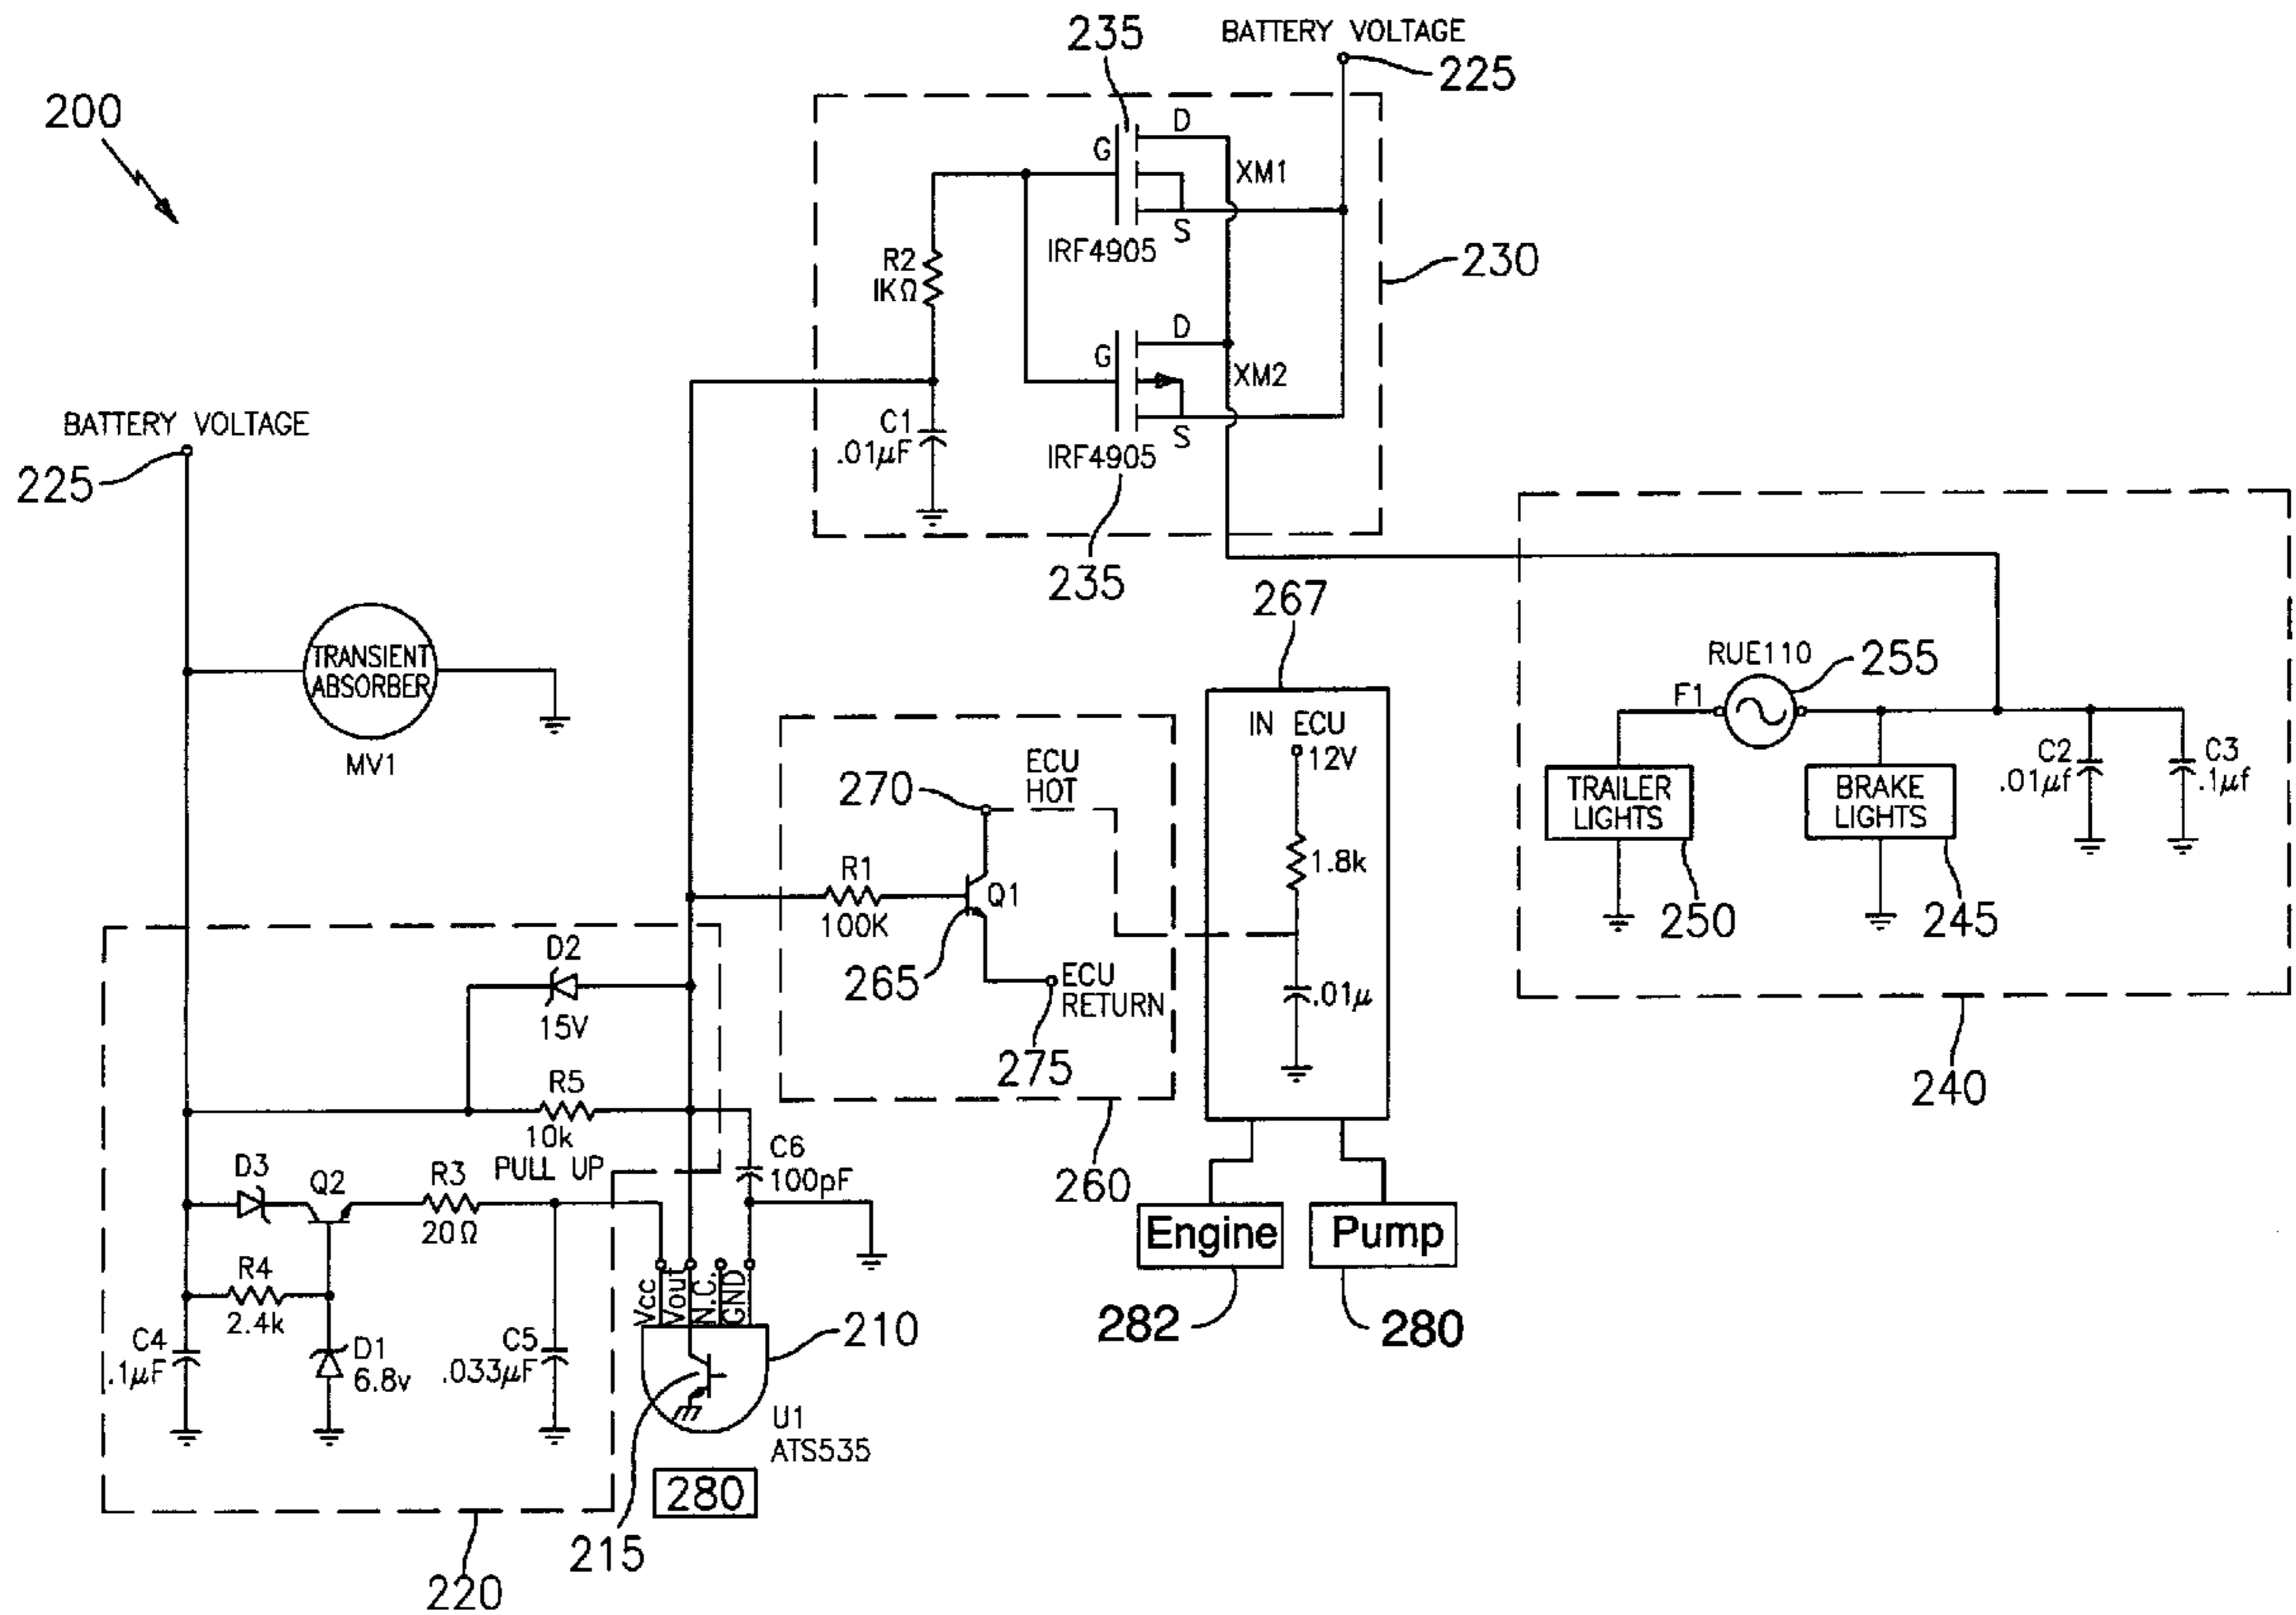 235
BATTERY VOLTAGE
225
200
D
G
XM1
S
IRF4905
R2
1KΩ
230
D
G
XM2
S
IRF4905
C1
.01μF
235
BATTERY VOLTAGE
225
TRANSIENT
ABSORBER
MV1
267
IN ECU
12V
1.8k
.01μ
RUE110
255
F1
TRAILER
LIGHTS
BRAKE
LIGHTS
C2
.01μf
C3
.1μf
250
245
240
ECU
HOT
270
R1
100K
Q1
265
ECU
RETURN
275
260
D2
15V
R5
10k
PULL UP
C6
100pF
D3
Q2
R3
20Ω
R4
2.4k
C4
.1μF
D1
6.8v
C5
.033μF
Vcc
Vout
N.C.
GND
210
U1
ATS535
280
215
220
Engine
Pump
282
280